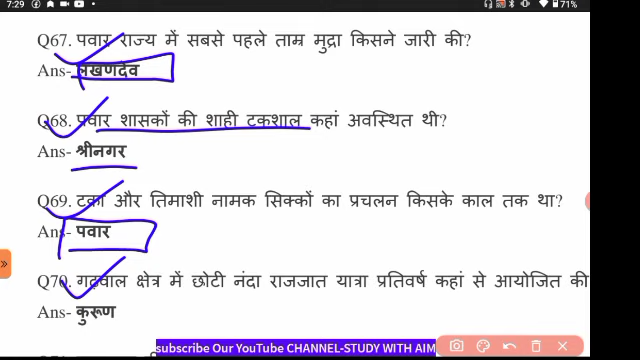 7:29
71%
Q67. पवार राज्य में सबसे पहले ताम्र मुद्रा किसने जारी की?
Ans- लखणदेव
Q68. पवार शासकों की शाही टकशाल कहां अवस्थित थी?
Ans- श्रीनगर
Q69. टका और तिमाशी नामक सिक्कों का प्रचलन किसके काल तक था?
Ans- पवार
Q70. गढ़वाल क्षेत्र में छोटी नंदा राजजात यात्रा प्रतिवर्ष कहां से आयोजित की
Ans- कुरूण
subscribe Our YouTube CHANNEL-STUDY WITH AIM